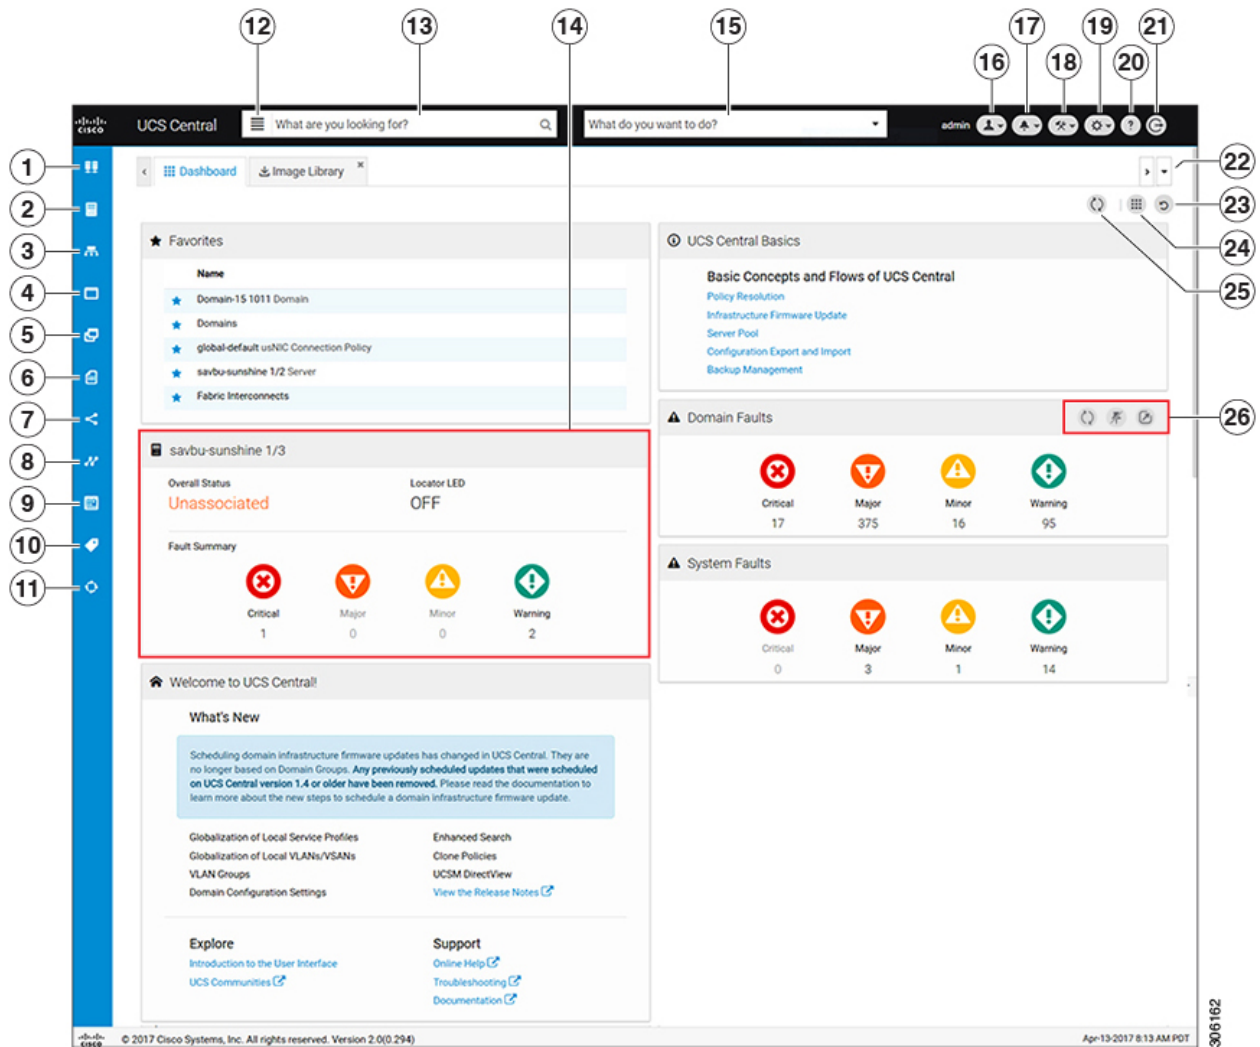 12
13
14
15
16
17
18
19
20
21
cisco
UCS Central
What are you looking for?
What do you want to do?
admin
?
1
2
3
4
5
6
7
8
9
10
11
Dashboard
Image Library
×
22
23
24
25
26
Favorites
Name
Domain-15 1011 Domain
Domains
global-default usNIC Connection Policy
savbu-sunshine 1/2 Server
Fabric Interconnects
UCS Central Basics
Basic Concepts and Flows of UCS Central
Policy Resolution
Infrastructure Firmware Update
Server Pool
Configuration Export and Import
Backup Management
savbu-sunshine 1/3
Overall Status
Unassociated
Locator LED
OFF
Fault Summary
Critical
Major
Minor
Warning
1
0
0
2
Domain Faults
Critical
Major
Minor
Warning
17
375
16
95
System Faults
Critical
Major
Minor
Warning
0
3
1
14
Welcome to UCS Central!
What's New
Scheduling domain infrastructure firmware updates has changed in UCS Central. They are
no longer based on Domain Groups. Any previously scheduled updates that were scheduled
on UCS Central version 1.4 or older have been removed. Please read the documentation to
learn more about the new steps to schedule a domain infrastructure firmware update.
Globalization of Local Service Profiles
Globalization of Local VLANs/VSANs
VLAN Groups
Domain Configuration Settings
Enhanced Search
Clone Policies
UCSM DirectView
View the Release Notes
Explore
Introduction to the User Interface
UCS Communities
Support
Online Help
Troubleshooting
Documentation
cisco
© 2017 Cisco Systems, Inc. All rights reserved. Version 2.0(0.294)
Apr-13-2017 8:13 AM PDT
306162